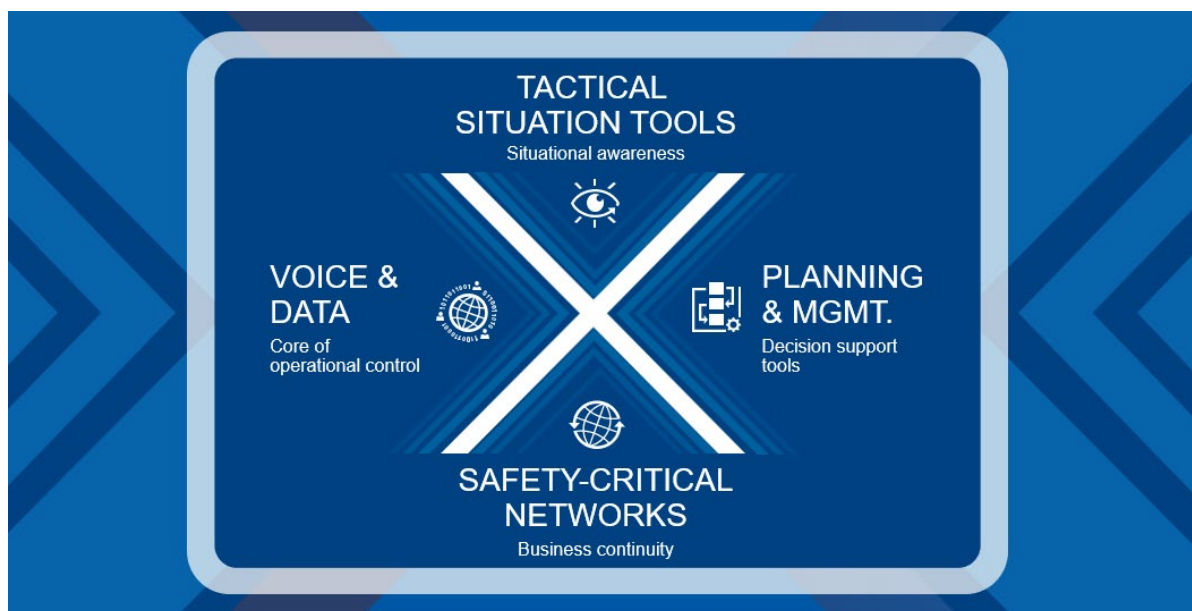 TACTICAL
SITUATION TOOLS
Situational awareness
VOICE &
DATA
Core of
operational control
PLANNING
& MGMT.
Decision support
tools
SAFETY-CRITICAL
NETWORKS
Business continuity